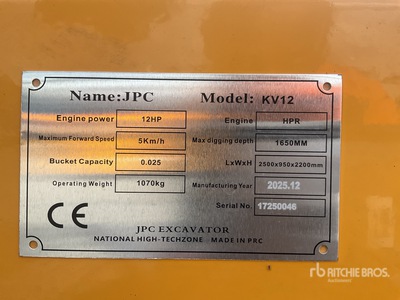 Name:JPC Model: KV12
Engine power 12HP Engine HPR
Maximum Forward Speed 5Km/h Max digging depth 1650MM
Bucket Capacity 0.025 LxWxH 2500x950x2200mm
Operating Weight 1070kg Manufacturing Year 2025.12
Serial No. 17250046
CE
JPC EXCAVATOR
NATIONAL HIGH-TECHZONE MADE IN PRC
rb RITCHIE BROS.